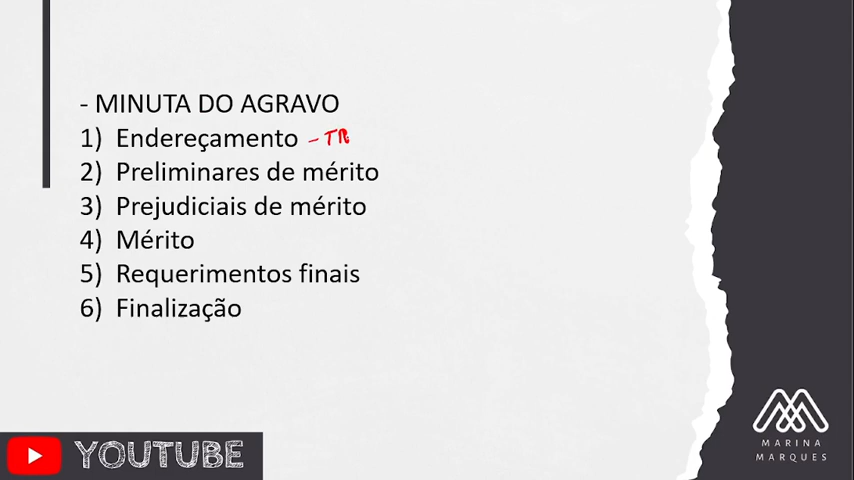 - MINUTA DO AGRAVO
1) Endereçamento - TR
2) Preliminares de mérito
3) Prejudiciais de mérito
4) Mérito
5) Requerimentos finais
6) Finalização
YOUTUBE
MARINA
MARQUES